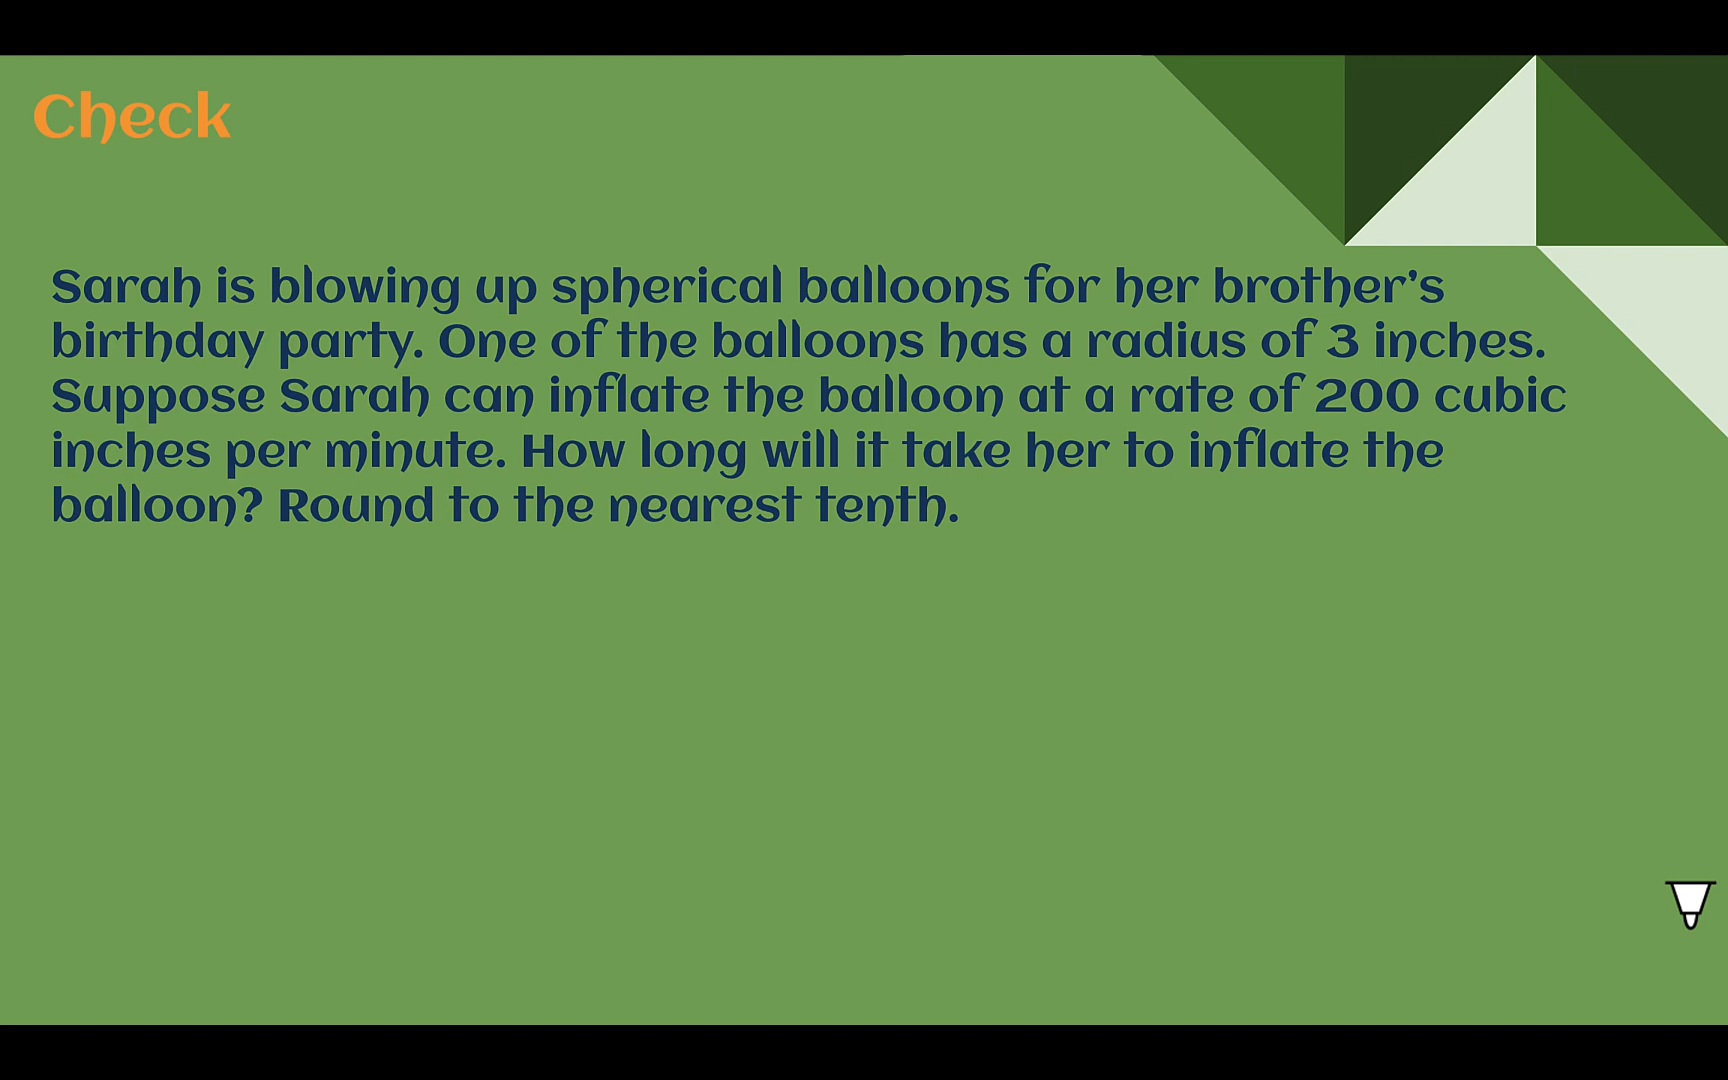 Check
Sarah is blowing up spherical balloons for her brother's
birthday party. One of the balloons has a radius of 3 inches.
Suppose Sarah can inflate the balloon at a rate of 200 cubic
inches per minute. How long will it take her to inflate the
balloon? Round to the nearest tenth.